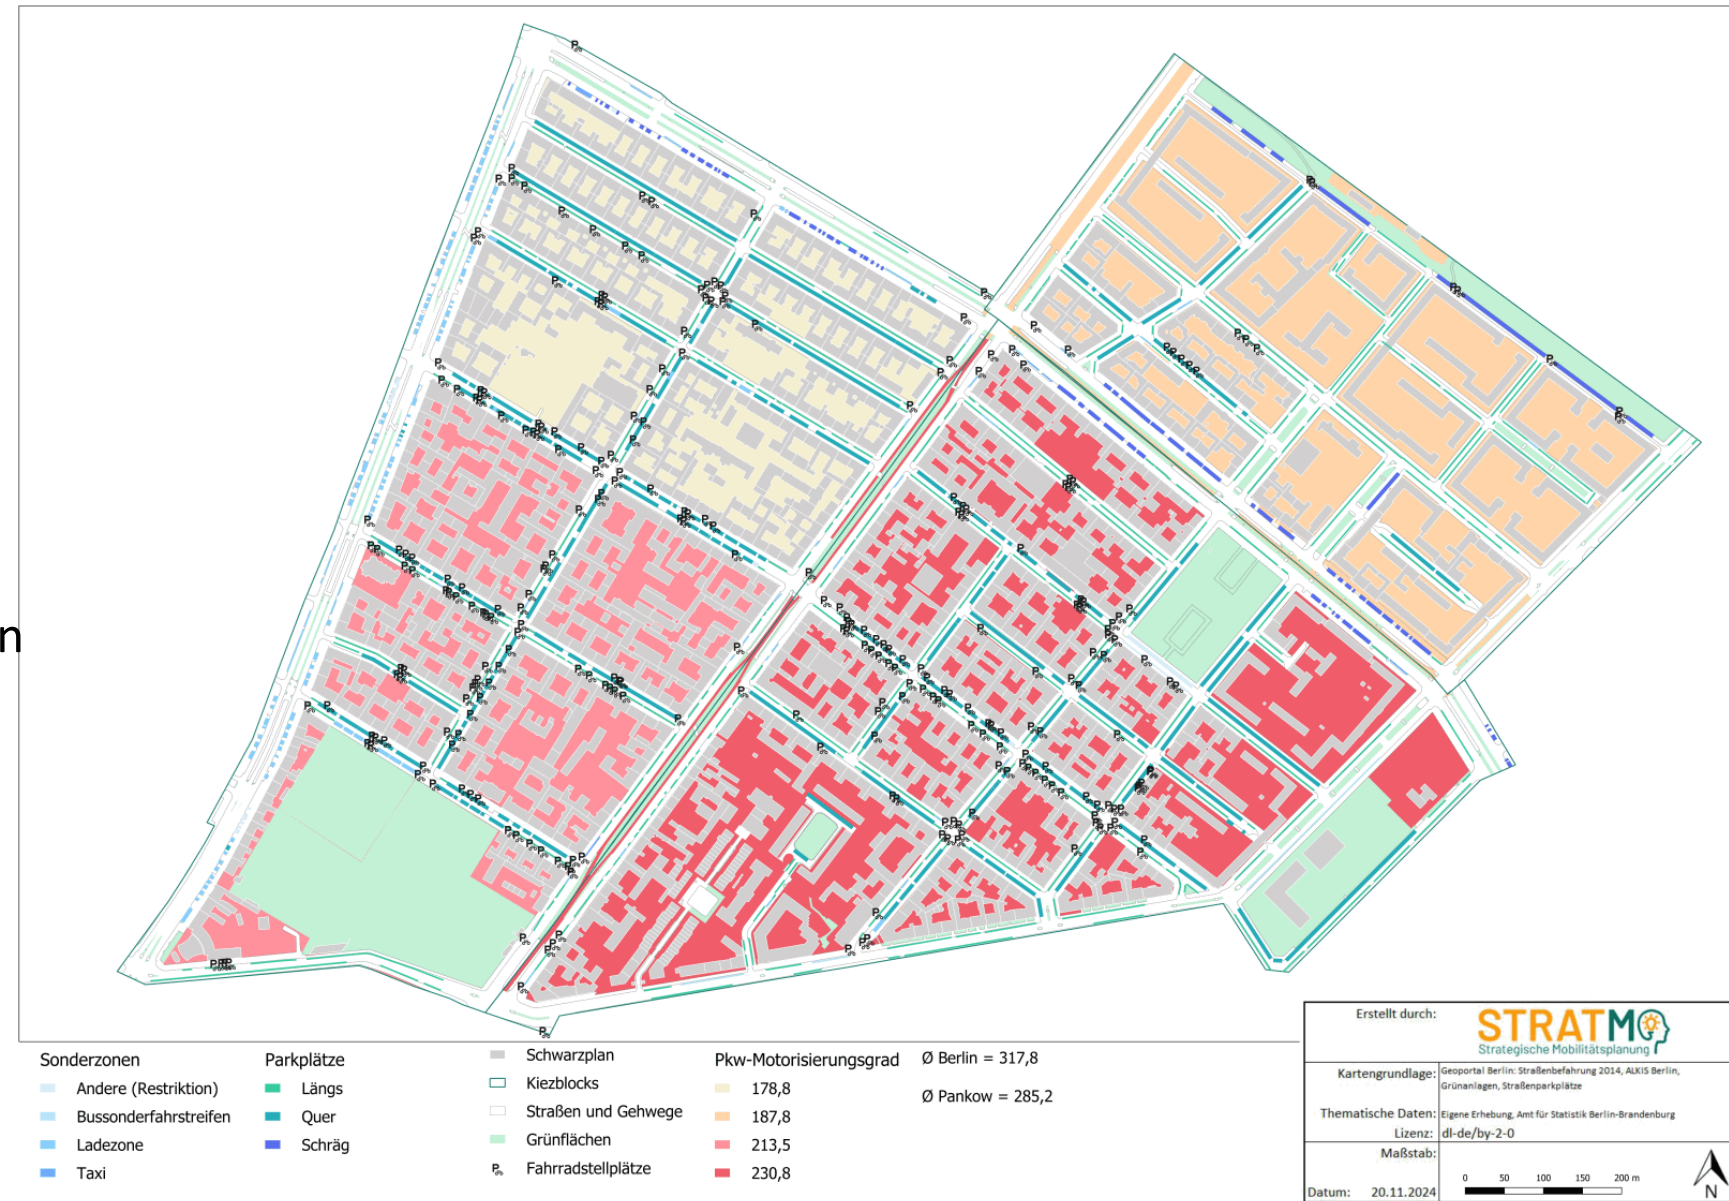 n
Sonderzonen
Andere (Restriktion)
Bussonderfahrstreifen
Ladezone
Taxi
Parkplätze
Längs
Quer
Schräg
Schwarzplan
Kiezblocks
Straßen und Gehwege
Grünflächen
Fahrradstellplätze
Pkw-Motorisierungsgrad
178,8
187,8
213,5
230,8
Ø Berlin = 317,8
Ø Pankow = 285,2
Erstellt durch:
STRATMO
Strategische Mobilitätsplanung
Kartengrundlage: Geoportal Berlin: Straßenbefahrung 2014, ALKIS Berlin,
Grünanlagen, Straßenparkplätze
Thematische Daten: Eigene Erhebung, Amt für Statistik Berlin-Brandenburg
Lizenz: dl-de/by-2-0
Maßstab:
0 50 100 150 200 m
Datum: 20.11.2024
N